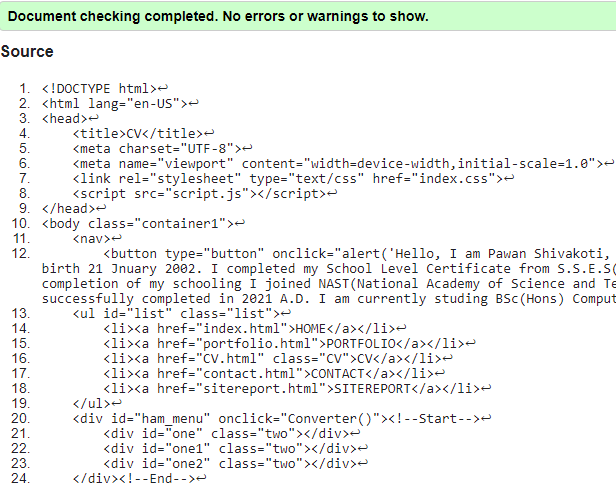 Document checking completed. No errors or warnings to show.
Source
1. <!DOCTYPE html>↩
2. <html lang="en-US">↩
3. <head>↩
4. <title>CV</title>↩
5. <meta charset="UTF-8">↩
6. <meta name="viewport" content="width=device-width,initial-scale=1.0">↩
7. <link rel="stylesheet" type="text/css" href="index.css">↩
8. <script src="script.js"></script>↩
9. </head>↩
10. <body class="container1">↩
11. <nav>↩
12. <button type="button" onclick="alert('Hello, I am Pawan Shivakoti,
birth 21 Jnuary 2002. I completed my School Level Certificate from S.S.E.S(
completion of my schooling I joined NAST(National Academy of Science and Te
successfully completed in 2021 A.D. I am currently studing BSc(Hons) Comput
13. <ul id="list" class="list">↩
14. <li><a href="index.html">HOME</a></li>↩
15. <li><a href="portfolio.html">PORTFOLIO</a></li>↩
16. <li><a href="CV.html" class="CV">CV</a></li>↩
17. <li><a href="contact.html">CONTACT</a></li>↩
18. <li><a href="sitereport.html">SITEREPORT</a></li>↩
19. </ul>↩
20. <div id="ham_menu" onclick="Converter()"><!--Start-->↩
21. <div id="one" class="two"></div>↩
22. <div id="one1" class="two"></div>↩
23. <div id="one2" class="two"></div>↩
24. </div><!--End-->↩